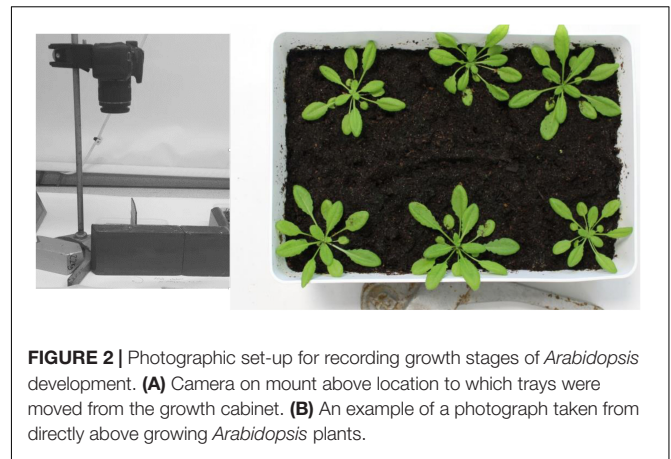 FIGURE 2 | Photographic set-up for recording growth stages of Arabidopsis
development. (A) Camera on mount above location to which trays were
moved from the growth cabinet. (B) An example of a photograph taken from
directly above growing Arabidopsis plants.